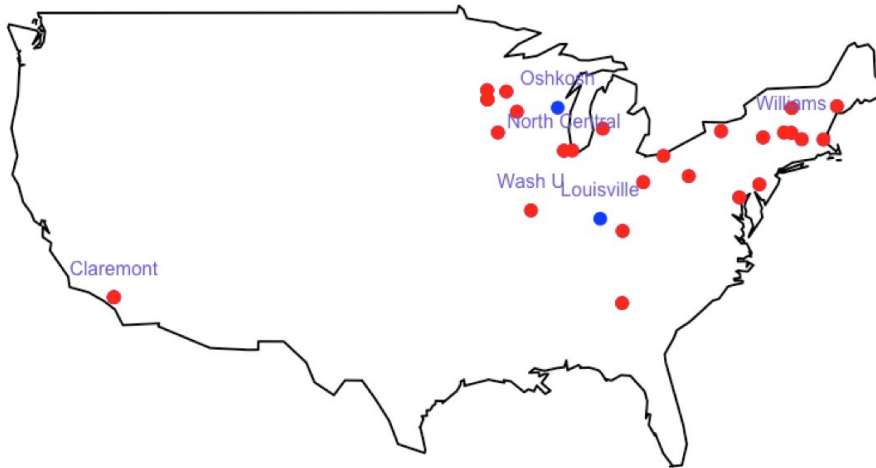 Oshkosh
Williams
North Central
Wash U
Louisville
Claremont